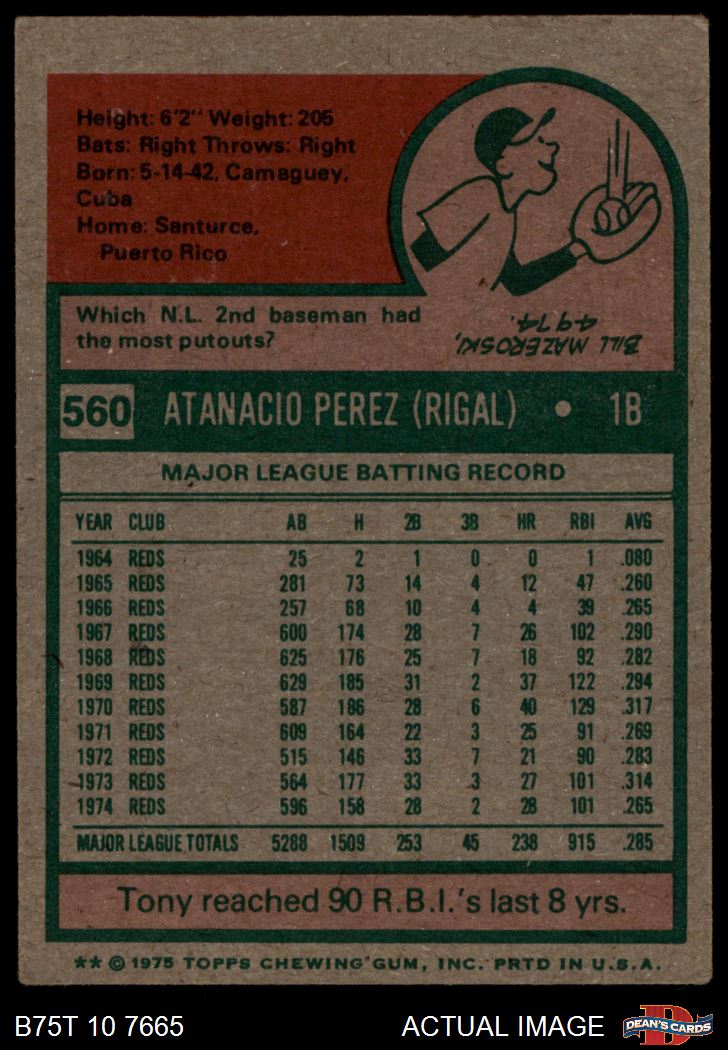 Height: 6'2" Weight: 205
Bats: Right Throws: Right
Born: 5-14-42, Camaguey,
Cuba
Home: Santurce,
Puerto Rico
Which N.L. 2nd baseman had
the most putouts?
BILL MAZEROSKI,
4974.
560 ATANACIO PEREZ (RIGAL) • 1B
MAJOR LEAGUE BATTING RECORD
YEAR CLUB AB H 2B 3B HR RBI AVG
1964 REDS 25 2 1 0 0 1 .080
1965 REDS 281 73 14 4 12 47 .260
1966 REDS 257 68 10 4 4 39 .265
1967 REDS 600 174 28 7 26 102 .290
1968 REDS 625 176 25 7 18 92 .282
1969 REDS 629 185 31 2 37 122 .294
1970 REDS 587 186 28 6 40 129 .317
1971 REDS 609 164 22 3 25 91 .269
1972 REDS 515 146 33 7 21 90 .283
1973 REDS 564 177 33 3 27 101 .314
1974 REDS 596 158 28 2 28 101 .265
MAJOR LEAGUE TOTALS 5288 1509 253 45 238 915 .285
Tony reached 90 R.B.I.'s last 8 yrs.
** © 1975 TOPPS CHEWING GUM, INC. PRTD IN U.S.A.
B75T 10 7665 ACTUAL IMAGE D DEAN'S CARDS